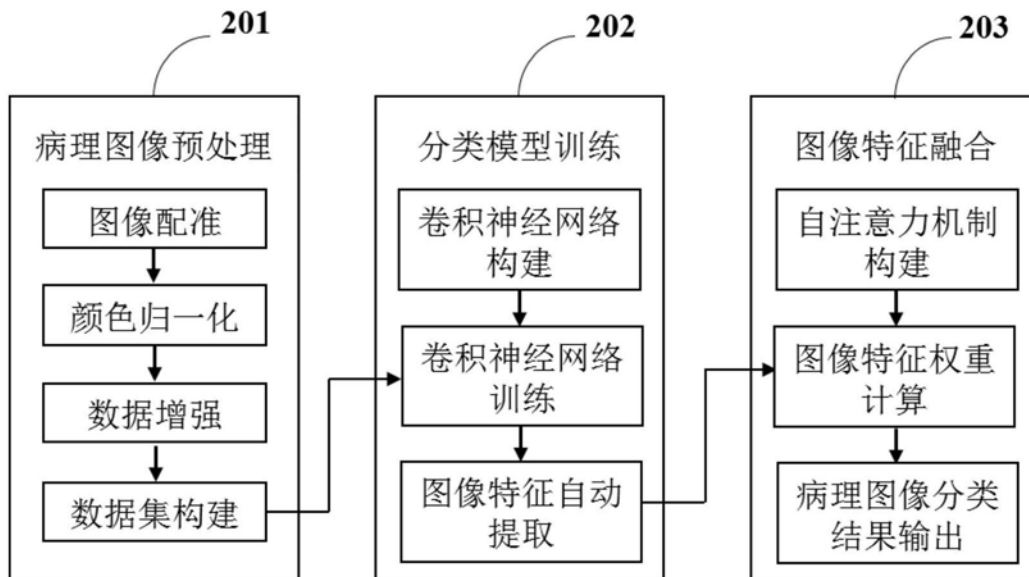 201
病理图像预处理
图像配准
颜色归一化
数据增强
数据集构建
202
分类模型训练
卷积神经网络
构建
卷积神经网络
训练
图像特征自动
提取
203
图像特征融合
自注意力机制
构建
图像特征权重
计算
病理图像分类
结果输出